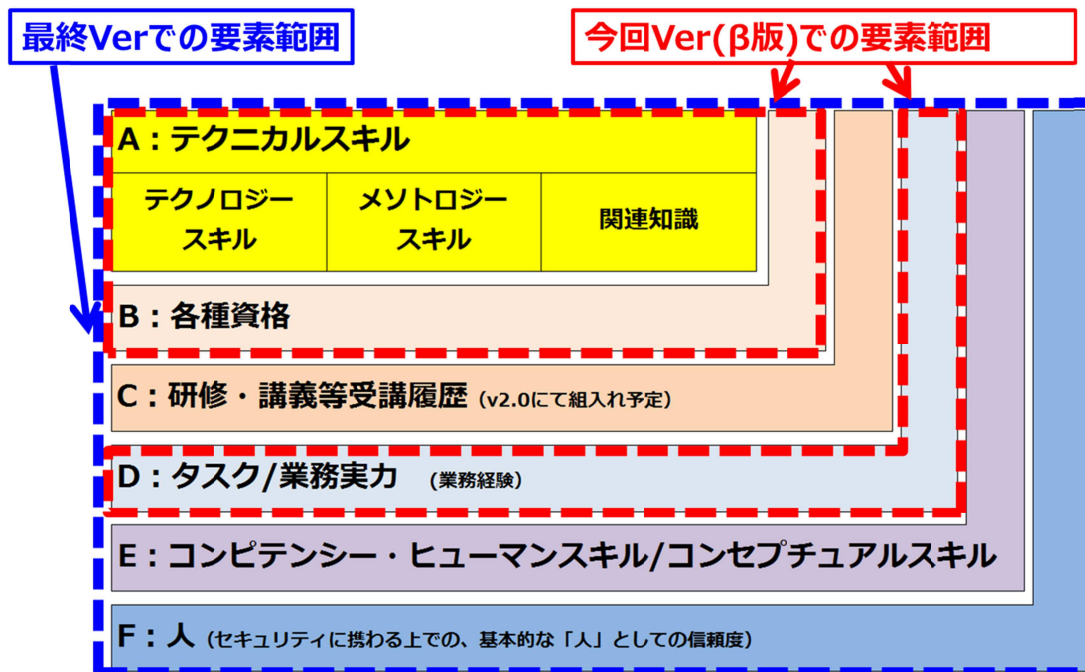 最終Verでの要素範囲
今回Ver(β版)での要素範囲
A：テクニカルスキル
テクノロジー
スキル
メソトロジー
スキル
関連知識
B：各種資格
C：研修・講義等受講履歴 (v2.0にて組入れ予定)
D：タスク/業務実力 (業務経験)
E：コンピテンシー・ヒューマンスキル/コンセプチュアルスキル
F：人 (セキュリティに携わる上での、基本的な「人」としての信頼度)